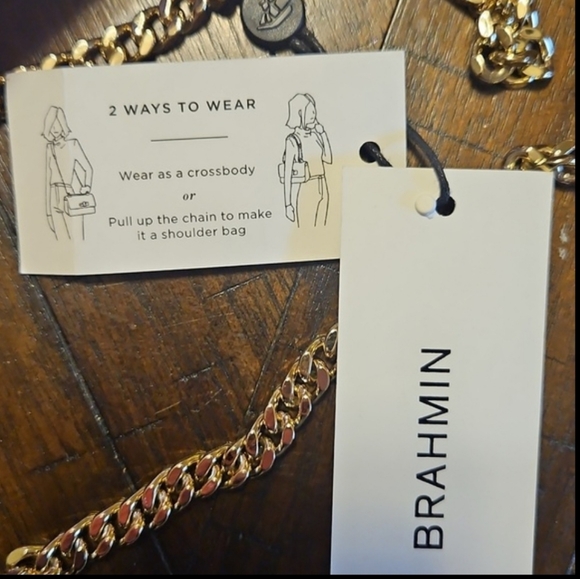 2 WAYS TO WEAR
Wear as a crossbody
or
Pull up the chain to make
it a shoulder bag
BRAHMIN